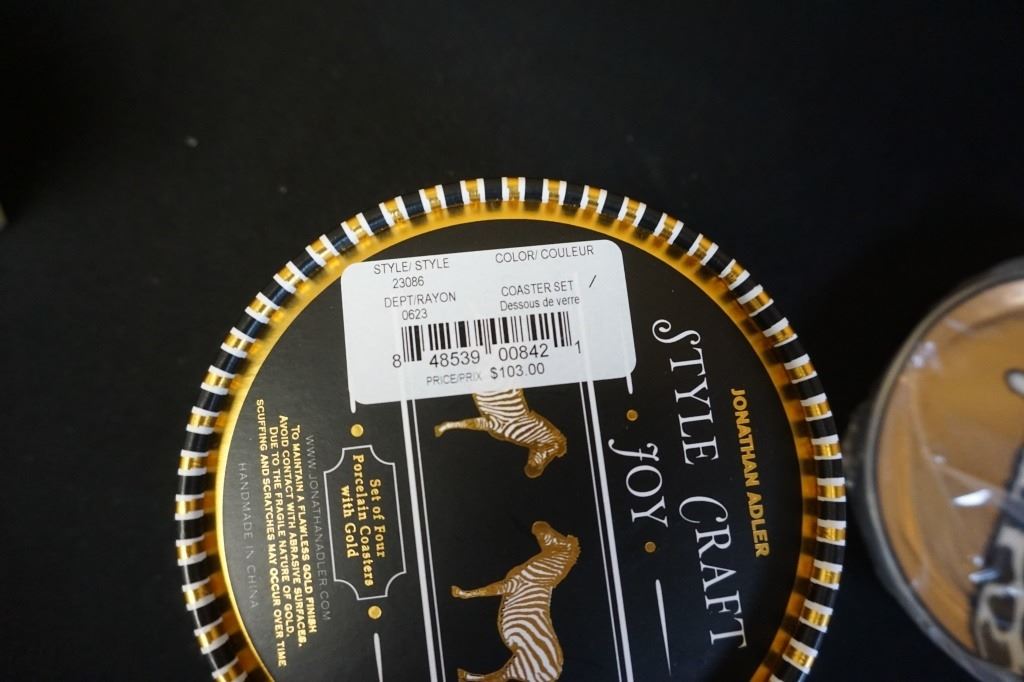 STYLE/ STYLE
23086
COLOR/ COULEUR
DEPT/RAYON
0623
COASTER SET /
Dessous de verre
8 48539 00842 1
PRICE/PRIX $103.00
JONATHAN ADLER
STYLE CRAFT
JOY
Set of Four
Porcelain Coasters
with Gold
WWW.JONATHANADLER.COM
TO MAINTAIN A FLAWLESS GOLD FINISH
AVOID CONTACT WITH ABRASIVE SURFACES.
DUE TO THE FRAGILE NATURE OF GOLD,
SCUFFING AND SCRATCHES MAY OCCUR OVER TIME
HANDMADE IN CHINA